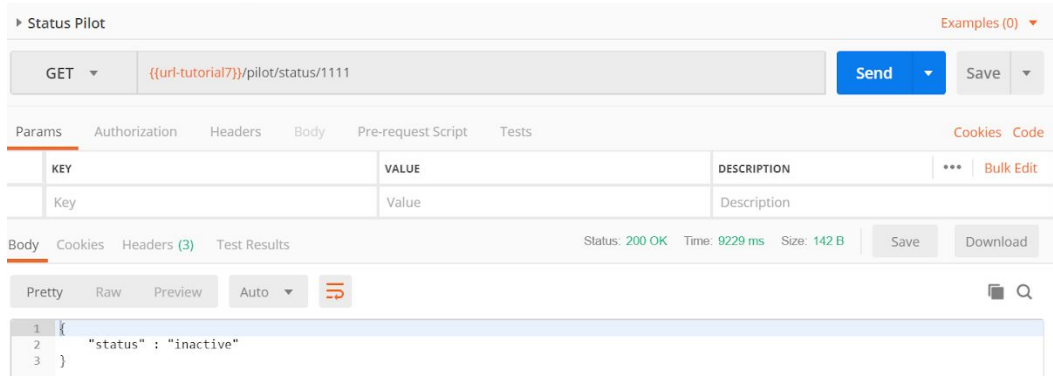 Status Pilot Examples (0)
GET {{url-tutorial7}}/pilot/status/1111 Send Save
Params Authorization Headers Body Pre-request Script Tests Cookies Code
KEY VALUE DESCRIPTION ••• Bulk Edit
Key Value Description
Body Cookies Headers (3) Test Results Status: 200 OK Time: 9229 ms Size: 142 B Save Download
Pretty Raw Preview Auto
1 {
2 "status" : "inactive"
3 }